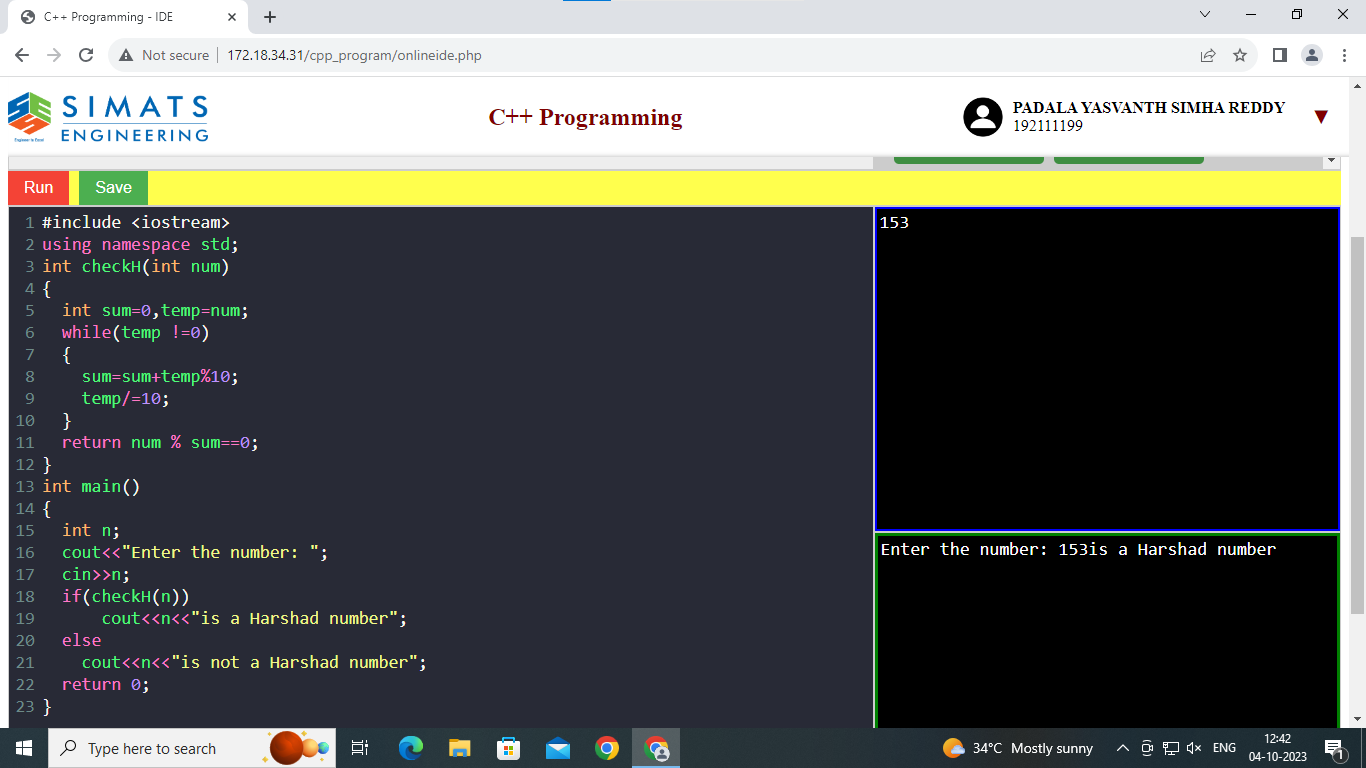 C++ Programming - IDE
Not secure
172.18.34.31/cpp_program/onlineide.php
SIMATS
ENGINEERING
Engineer to Excel
C++ Programming
PADALA YASVANTH SIMHA REDDY
192111199
Run
Save
1 #include <iostream>
2 using namespace std;
3 int checkH(int num)
4 {
5   int sum=0,temp=num;
6   while(temp !=0)
7   {
8     sum=sum+temp%10;
9     temp/=10;
10   }
11   return num % sum==0;
12 }
13 int main()
14 {
15   int n;
16   cout<<"Enter the number: ";
17   cin>>n;
18   if(checkH(n))
19       cout<<n<<"is a Harshad number";
20   else
21     cout<<n<<"is not a Harshad number";
22   return 0;
23 }
153
Enter the number: 153is a Harshad number
Type here to search
34°C Mostly sunny
ENG
12:42
04-10-2023
1